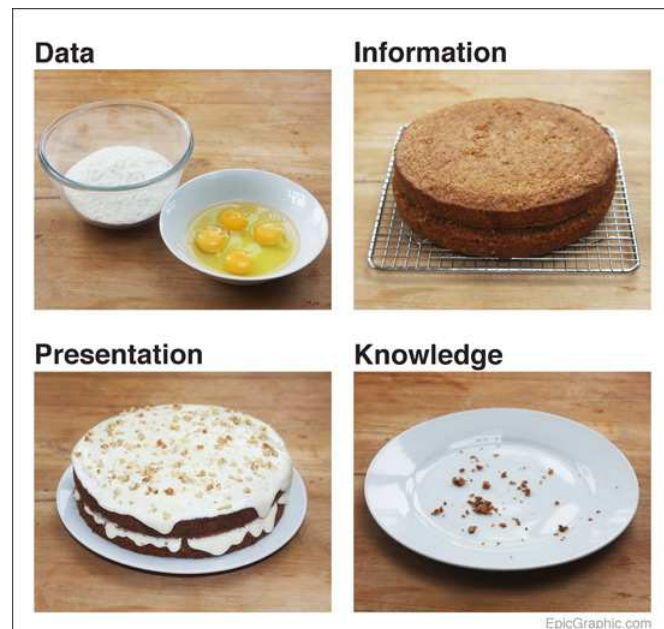 Data
Information
Presentation
Knowledge
EpicGraphic.com